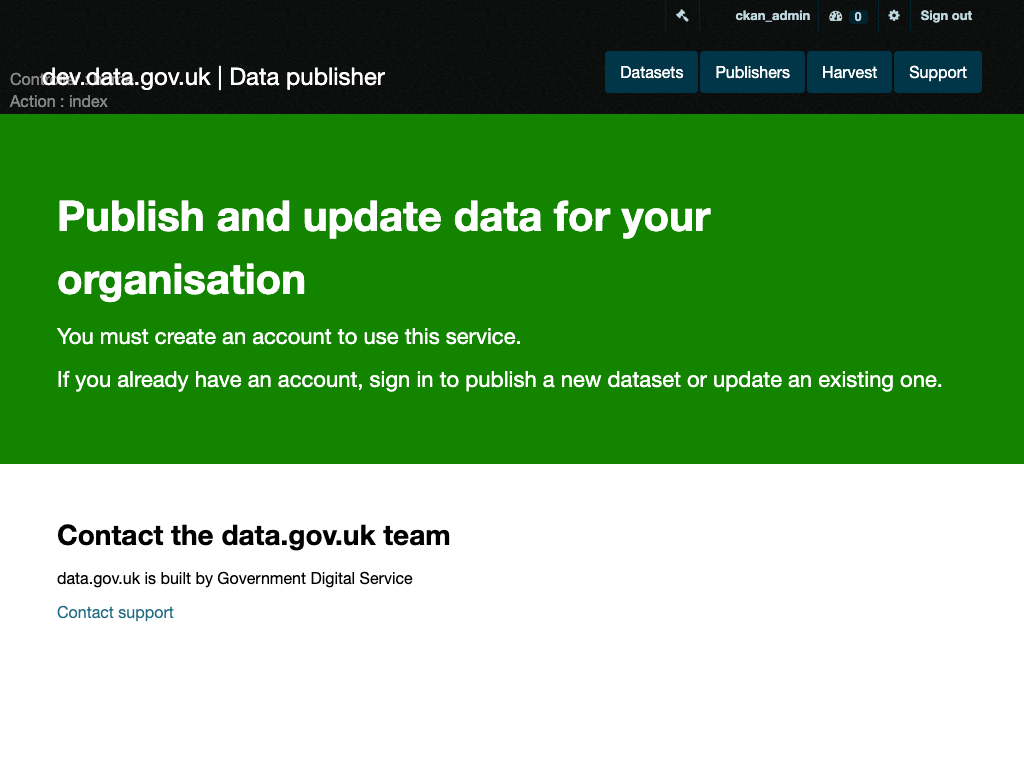 ckan_admin 0 Sign out
dev.data.gov.uk | Data publisher
Datasets Publishers Harvest Support
Action : index
Publish and update data for your
organisation
You must create an account to use this service.
If you already have an account, sign in to publish a new dataset or update an existing one.
Contact the data.gov.uk team
data.gov.uk is built by Government Digital Service
Contact support